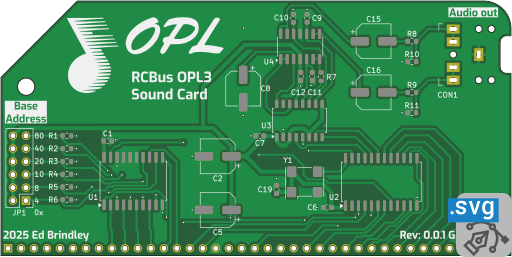 OPL
RCBus OPL3
Sound Card
Audio out
C10
C9
C15
R8
R10
U4
C16
R9
R11
CON1
C12
C11
R7
C8
Base
Address
U3
C7
80
R1
40
R2
20
R3
10
R4
8
R5
4
R6
JP1
0x
C1
U1
C2
C5
Y1
C19
C6
U2
.svg
2025 Ed Brindley
Rev: 0.0.1 G